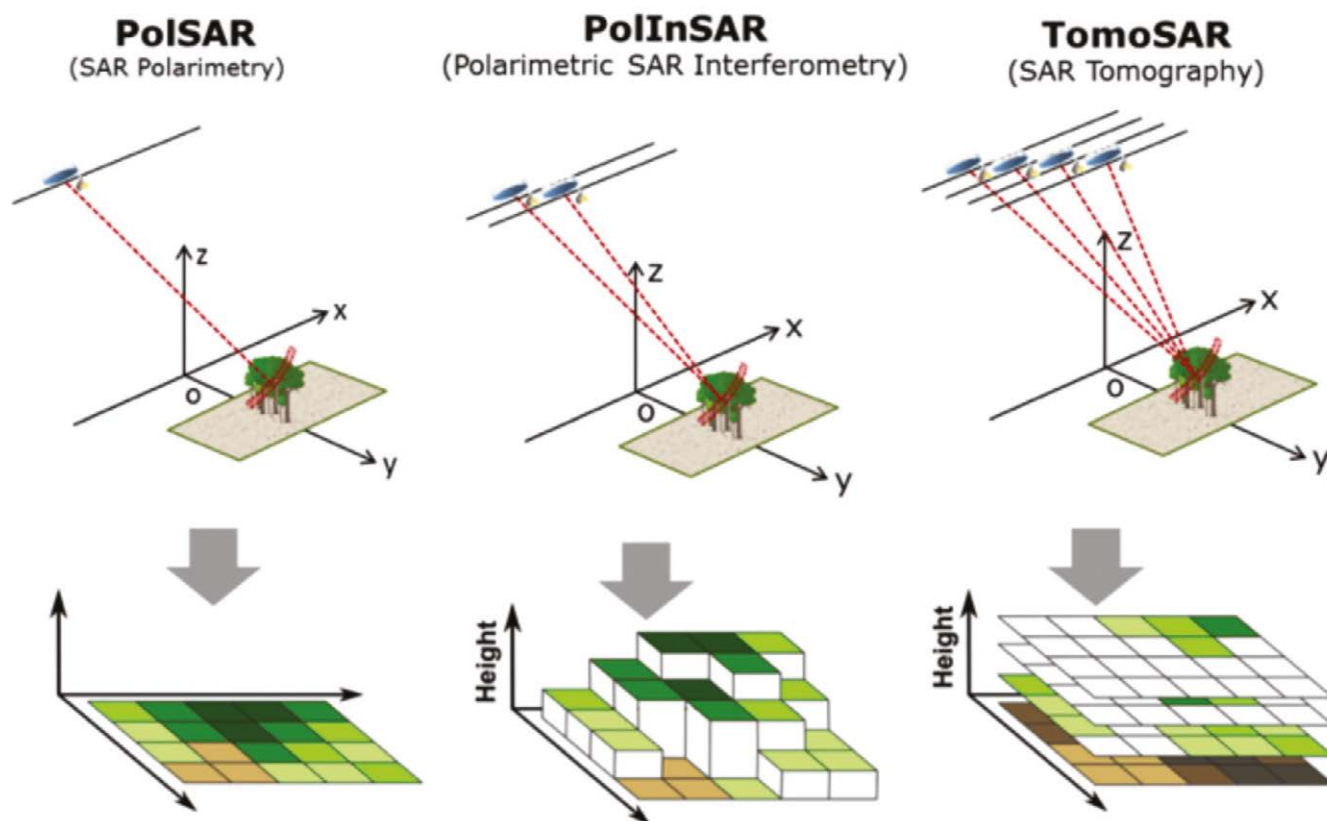 PolSAR
(SAR Polarimetry)
PolInSAR
(Polarimetric SAR Interferometry)
TomoSAR
(SAR Tomography)
z
x
o
y
z
x
o
y
z
x
o
y
Height
Height